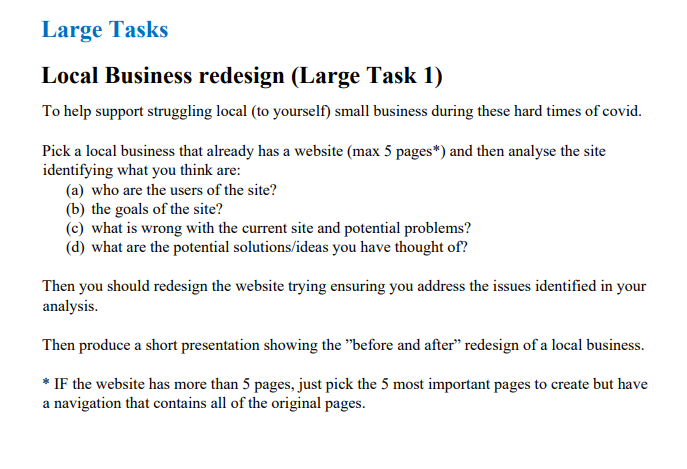 Large Tasks
Local Business redesign (Large Task 1)
To help support struggling local (to yourself) small business during these hard times of covid.
Pick a local business that already has a website (max 5 pages*) and then analyse the site
identifying what you think are:
(a) who are the users of the site?
(b) the goals of the site?
(c) what is wrong with the current site and potential problems?
(d) what are the potential solutions/ideas you have thought of?
Then you should redesign the website trying ensuring you address the issues identified in your
analysis.
Then produce a short presentation showing the ”before and after” redesign of a local business.
* IF the website has more than 5 pages, just pick the 5 most important pages to create but have
a navigation that contains all of the original pages.